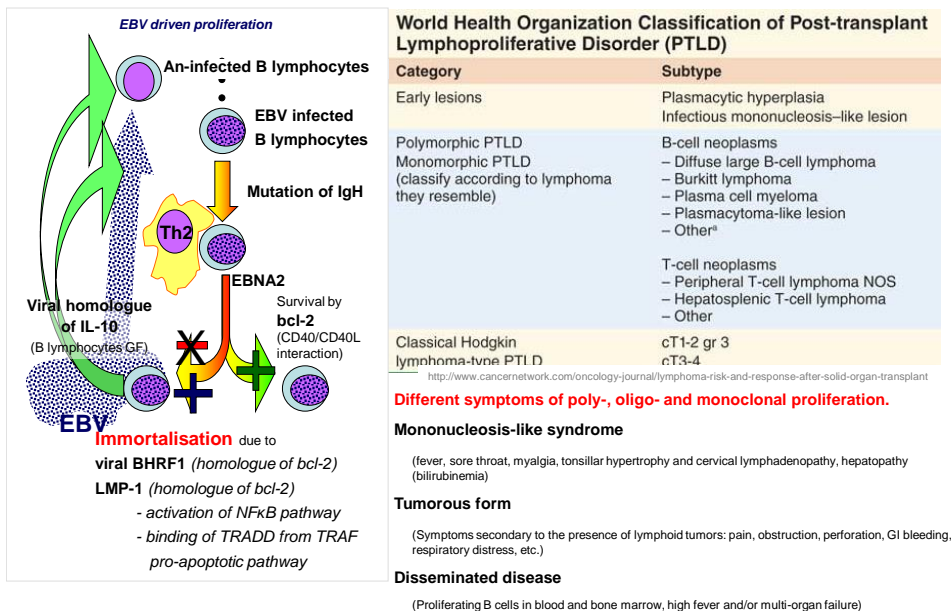 EBV driven proliferation
An-infected B lymphocytes
EBV infected
B lymphocytes
Mutation of IgH
Th2
EBNA2
Viral homologue
of IL-10
(B lymphocytes GF)
Survival by
bcl-2
(CD40/CD40L
interaction)
X
EBV
Immortalisation due to
viral BHRF1 (homologue of bcl-2)
LMP-1 (homologue of bcl-2)
- activation of NFκB pathway
- binding of TRADD from TRAF
pro-apoptotic pathway
World Health Organization Classification of Post-transplant
Lymphoproliferative Disorder (PTLD)
Category Subtype
Early lesions Plasmacytic hyperplasia
Infectious mononucleosis–like lesion
Polymorphic PTLD B-cell neoplasms
Monomorphic PTLD – Diffuse large B-cell lymphoma
(classify according to lymphoma – Burkitt lymphoma
they resemble) – Plasma cell myeloma
– Plasmacytoma-like lesion
– Otherᵃ
T-cell neoplasms
– Peripheral T-cell lymphoma NOS
– Hepatosplenic T-cell lymphoma
– Other
Classical Hodgkin cT1-2 gr 3
lymphoma-type PTLD cT3-4
http://www.cancernetwork.com/oncology-journal/lymphoma-risk-and-response-after-solid-organ-transplant
Different symptoms of poly-, oligo- and monoclonal proliferation.
Mononucleosis-like syndrome
(fever, sore throat, myalgia, tonsillar hypertrophy and cervical lymphadenopathy, hepatopathy
(bilirubinemia)
Tumorous form
(Symptoms secondary to the presence of lymphoid tumors: pain, obstruction, perforation, GI bleeding,
respiratory distress, etc.)
Disseminated disease
(Proliferating B cells in blood and bone marrow, high fever and/or multi-organ failure)